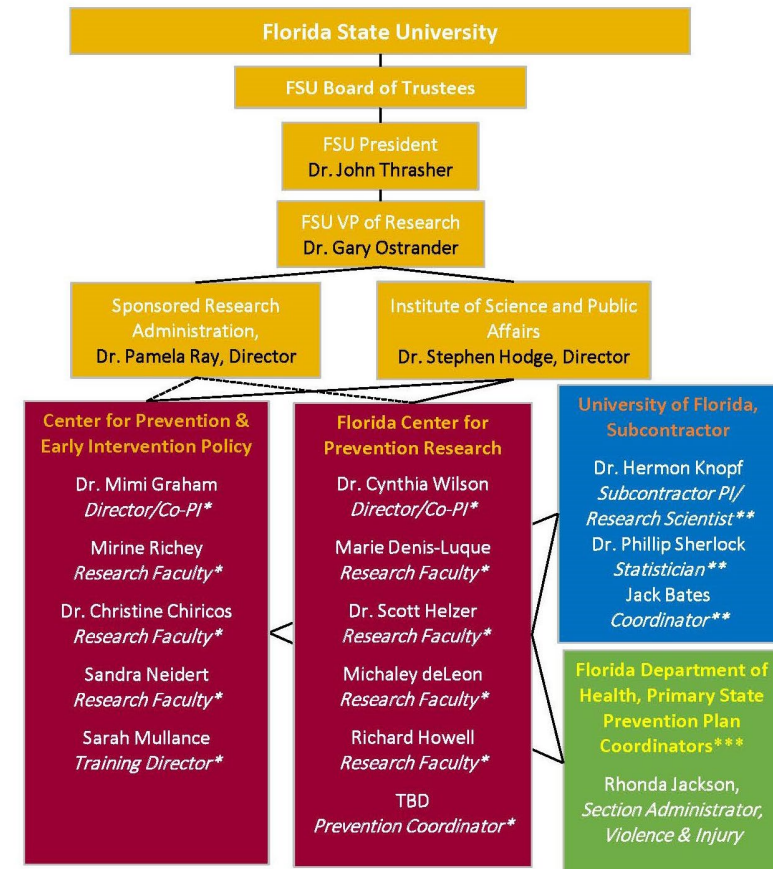 Florida State University
FSU Board of Trustees
FSU President
Dr. John Thrasher
FSU VP of Research
Dr. Gary Ostrander
Sponsored Research
Administration,
Dr. Pamela Ray, Director
Institute of Science and Public
Affairs
Dr. Stephen Hodge, Director
Center for Prevention &
Early Intervention Policy
Dr. Mimi Graham
Director/Co-PI*
Mirine Richey
Research Faculty*
Dr. Christine Chiricos
Research Faculty*
Sandra Neidert
Research Faculty*
Sarah Mullance
Training Director*
Florida Center for
Prevention Research
Dr. Cynthia Wilson
Director/Co-PI*
Marie Denis-Luque
Research Faculty*
Dr. Scott Helzer
Research Faculty*
Michaley deLeon
Research Faculty*
Richard Howell
Research Faculty*
TBD
Prevention Coordinator*
University of Florida,
Subcontractor
Dr. Hermon Knopf
Subcontractor PI/
Research Scientist**
Dr. Phillip Sherlock
Statistician**
Jack Bates
Coordinator**
Florida Department of
Health, Primary State
Prevention Plan
Coordinators***
Rhonda Jackson,
Section Administrator,
Violence & Injury